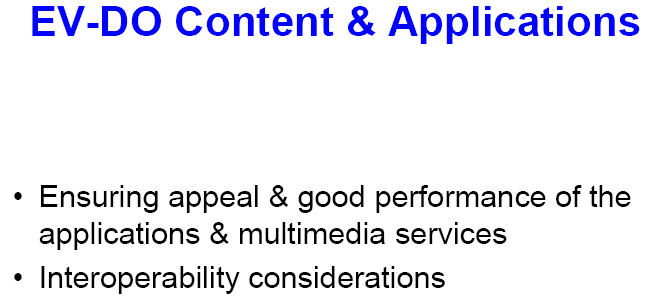 EV-DO Content & Applications
• Ensuring appeal & good performance of the
applications & multimedia services
• Interoperability considerations